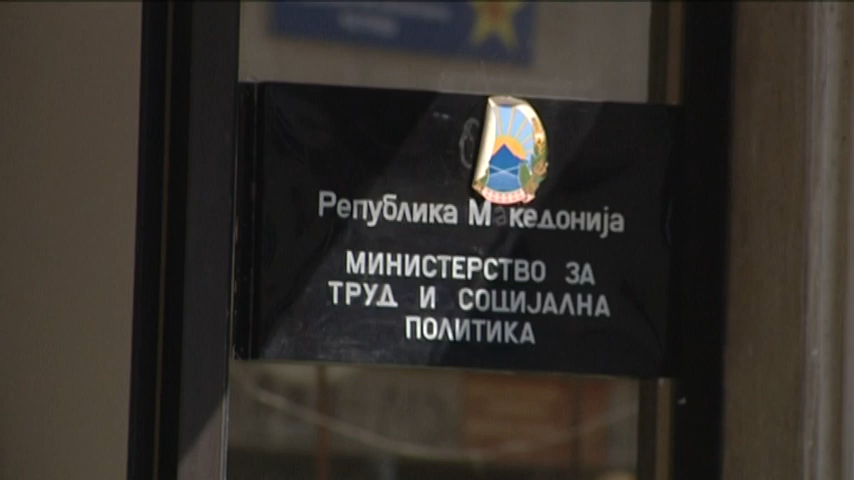 Република Македонија
МИНИСТЕРСТВО ЗА
ТРУД И СОЦИЈАЛНА
ПОЛИТИКА